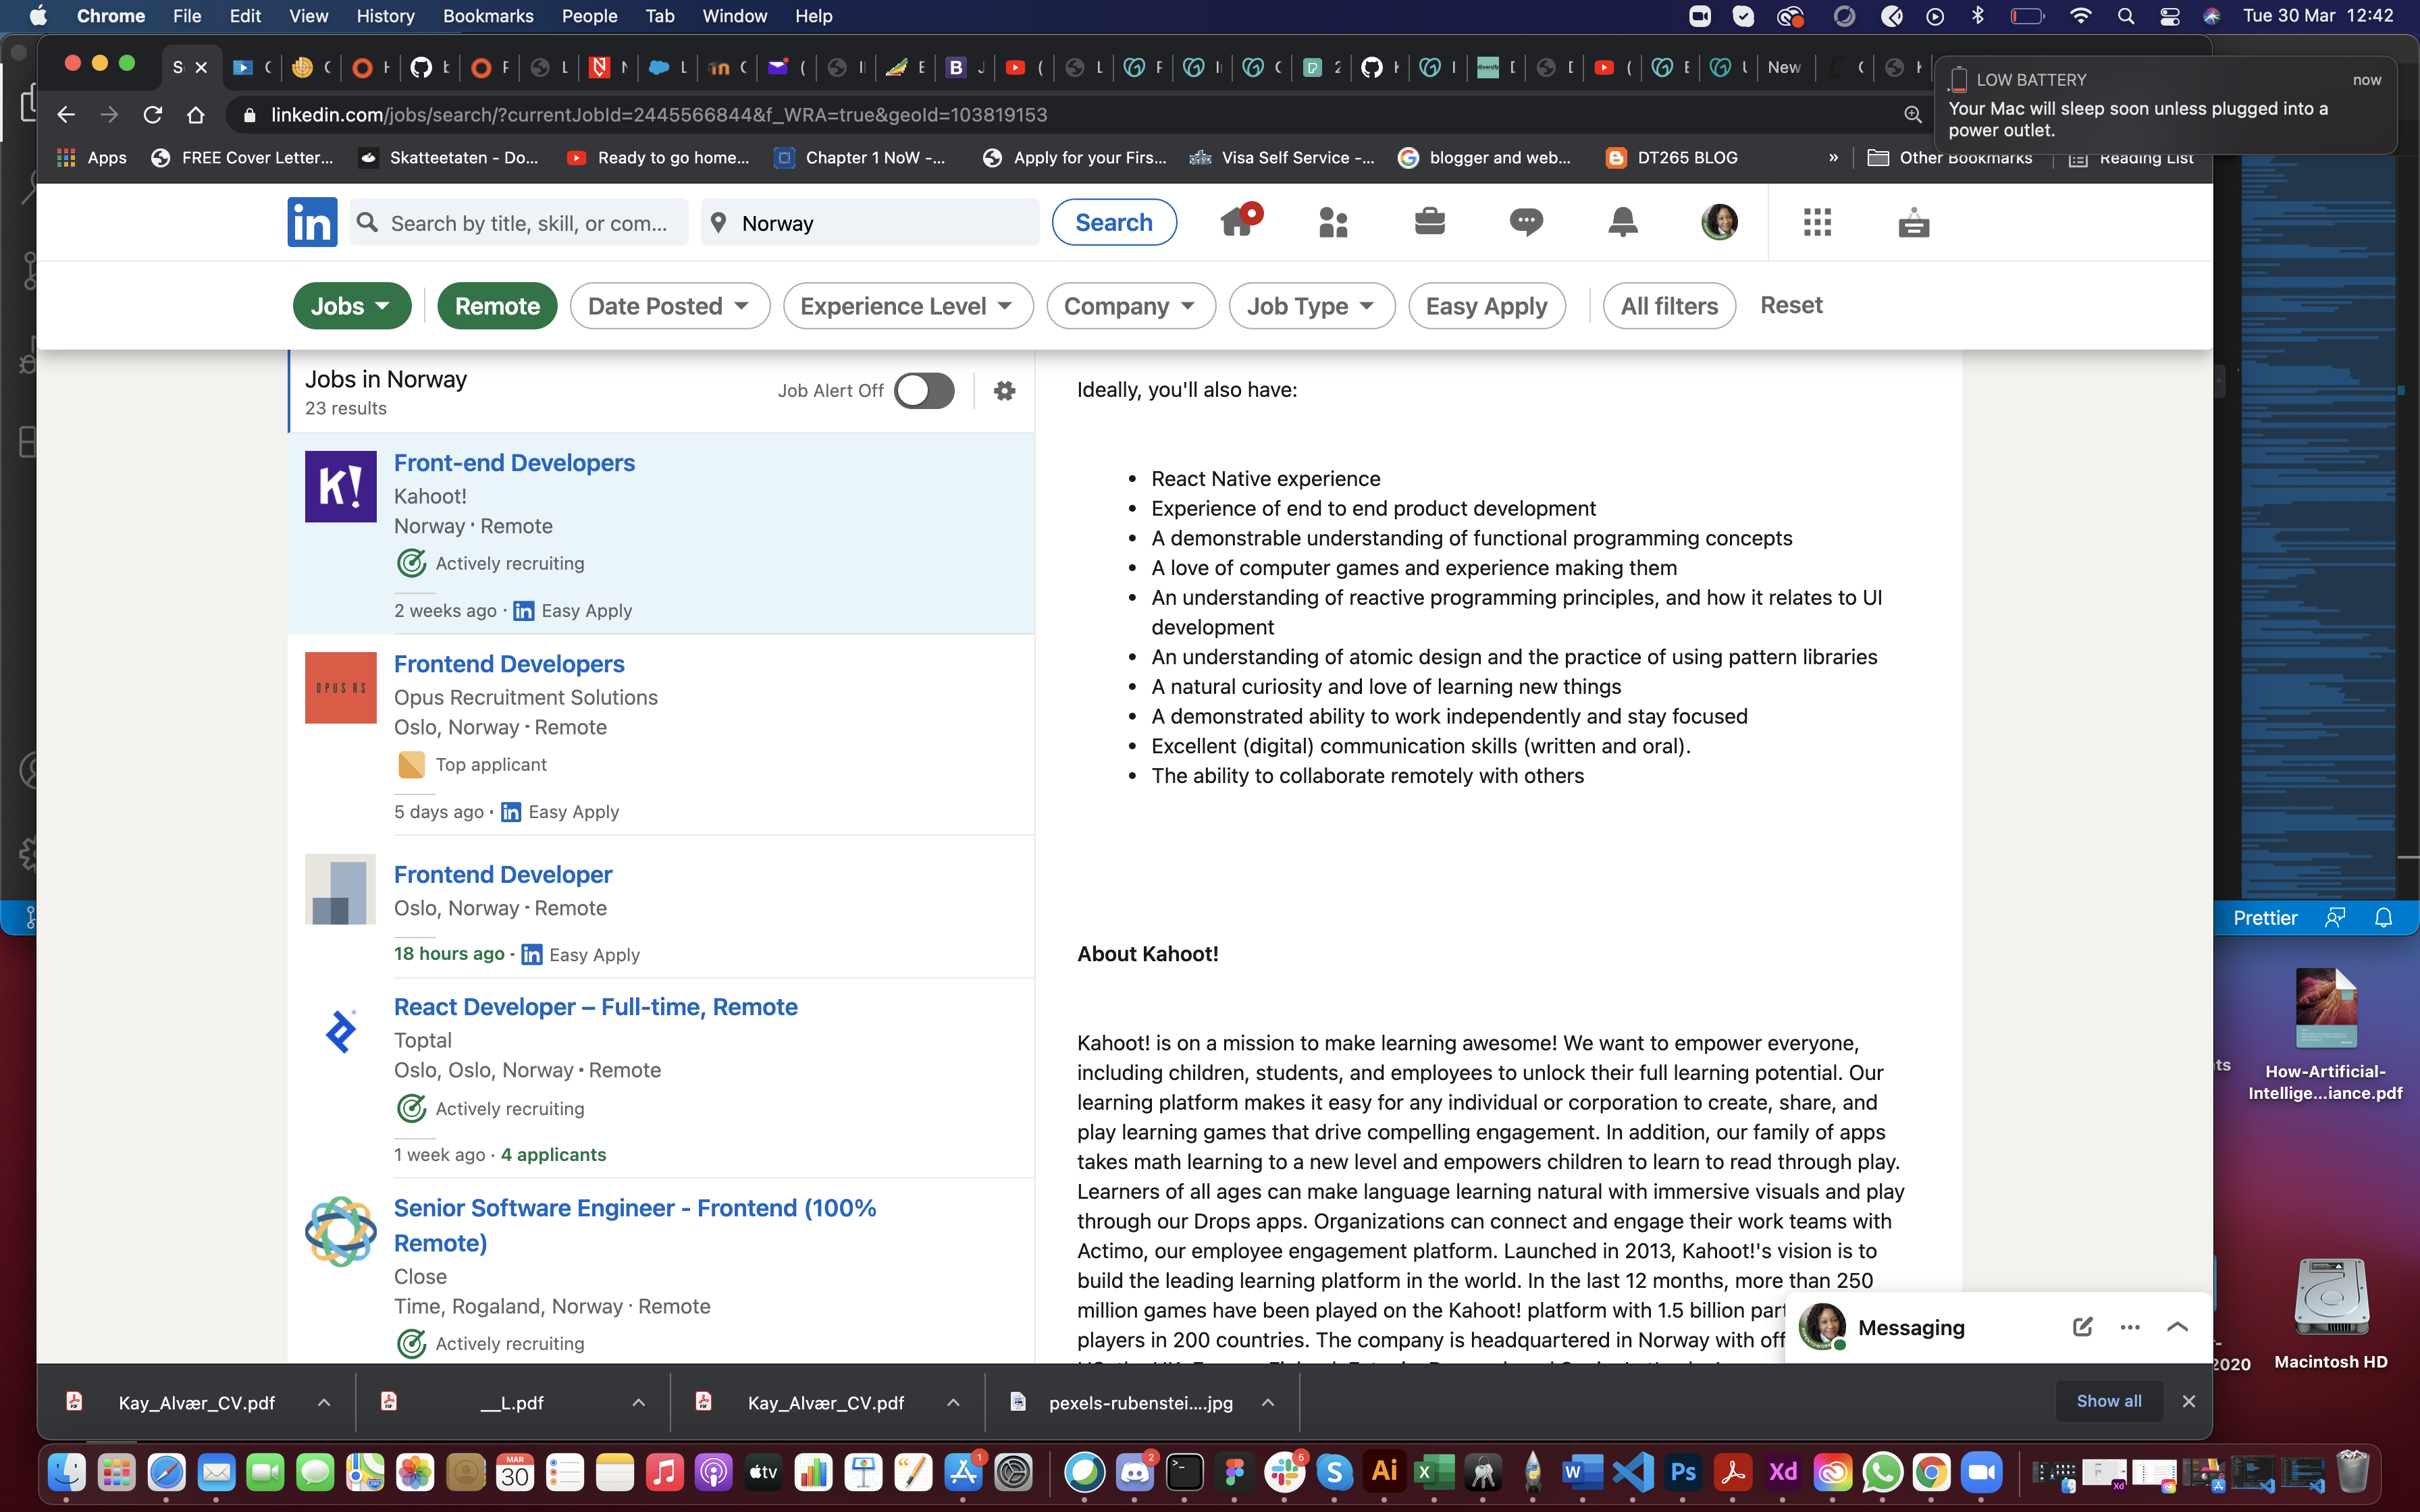 Chrome File Edit View History Bookmarks People Tab Window Help
Tue 30 Mar 12:42
LOW BATTERY
now
Your Mac will sleep soon unless plugged into a
power outlet.
New
linkedin.com/jobs/search/?currentJobId=2445566844&f_WRA=true&geoId=103819153
Apps FREE Cover Letter... Skatteetaten - Do... Ready to go home... Chapter 1 NoW -... Apply for your Firs... Visa Self Service -... blogger and web... DT265 BLOG » Other Bookmarks Reading List
in
Search by title, skill, or com...
Norway
Search
Jobs Remote Date Posted Experience Level Company Job Type Easy Apply All filters Reset
Jobs in Norway
23 results
Job Alert Off
K!
Front-end Developers
Kahoot!
Norway · Remote
Actively recruiting
2 weeks ago · in Easy Apply
OPUS RS
Frontend Developers
Opus Recruitment Solutions
Oslo, Norway · Remote
Top applicant
5 days ago · in Easy Apply
Frontend Developer
Oslo, Norway · Remote
18 hours ago · in Easy Apply
React Developer – Full-time, Remote
Toptal
Oslo, Oslo, Norway · Remote
Actively recruiting
1 week ago · 4 applicants
Senior Software Engineer - Frontend (100%
Remote)
Close
Time, Rogaland, Norway · Remote
Actively recruiting
Ideally, you'll also have:
• React Native experience
• Experience of end to end product development
• A demonstrable understanding of functional programming concepts
• A love of computer games and experience making them
• An understanding of reactive programming principles, and how it relates to UI
development
• An understanding of atomic design and the practice of using pattern libraries
• A natural curiosity and love of learning new things
• A demonstrated ability to work independently and stay focused
• Excellent (digital) communication skills (written and oral).
• The ability to collaborate remotely with others
About Kahoot!
Kahoot! is on a mission to make learning awesome! We want to empower everyone,
including children, students, and employees to unlock their full learning potential. Our
learning platform makes it easy for any individual or corporation to create, share, and
play learning games that drive compelling engagement. In addition, our family of apps
takes math learning to a new level and empowers children to learn to read through play.
Learners of all ages can make language learning natural with immersive visuals and play
through our Drops apps. Organizations can connect and engage their work teams with
Actimo, our employee engagement platform. Launched in 2013, Kahoot!'s vision is to
build the leading learning platform in the world. In the last 12 months, more than 250
million games have been played on the Kahoot! platform with 1.5 billion part
players in 200 countries. The company is headquartered in Norway with off
Messaging
Prettier
How-Artificial-
Intellige...iance.pdf
Macintosh HD
2020
Kay_Alvær_CV.pdf
__L.pdf
Kay_Alvær_CV.pdf
pexels-rubenstei....jpg
Show all
MAR
30
tv
1
2
5
S Ai X W Ps Xd